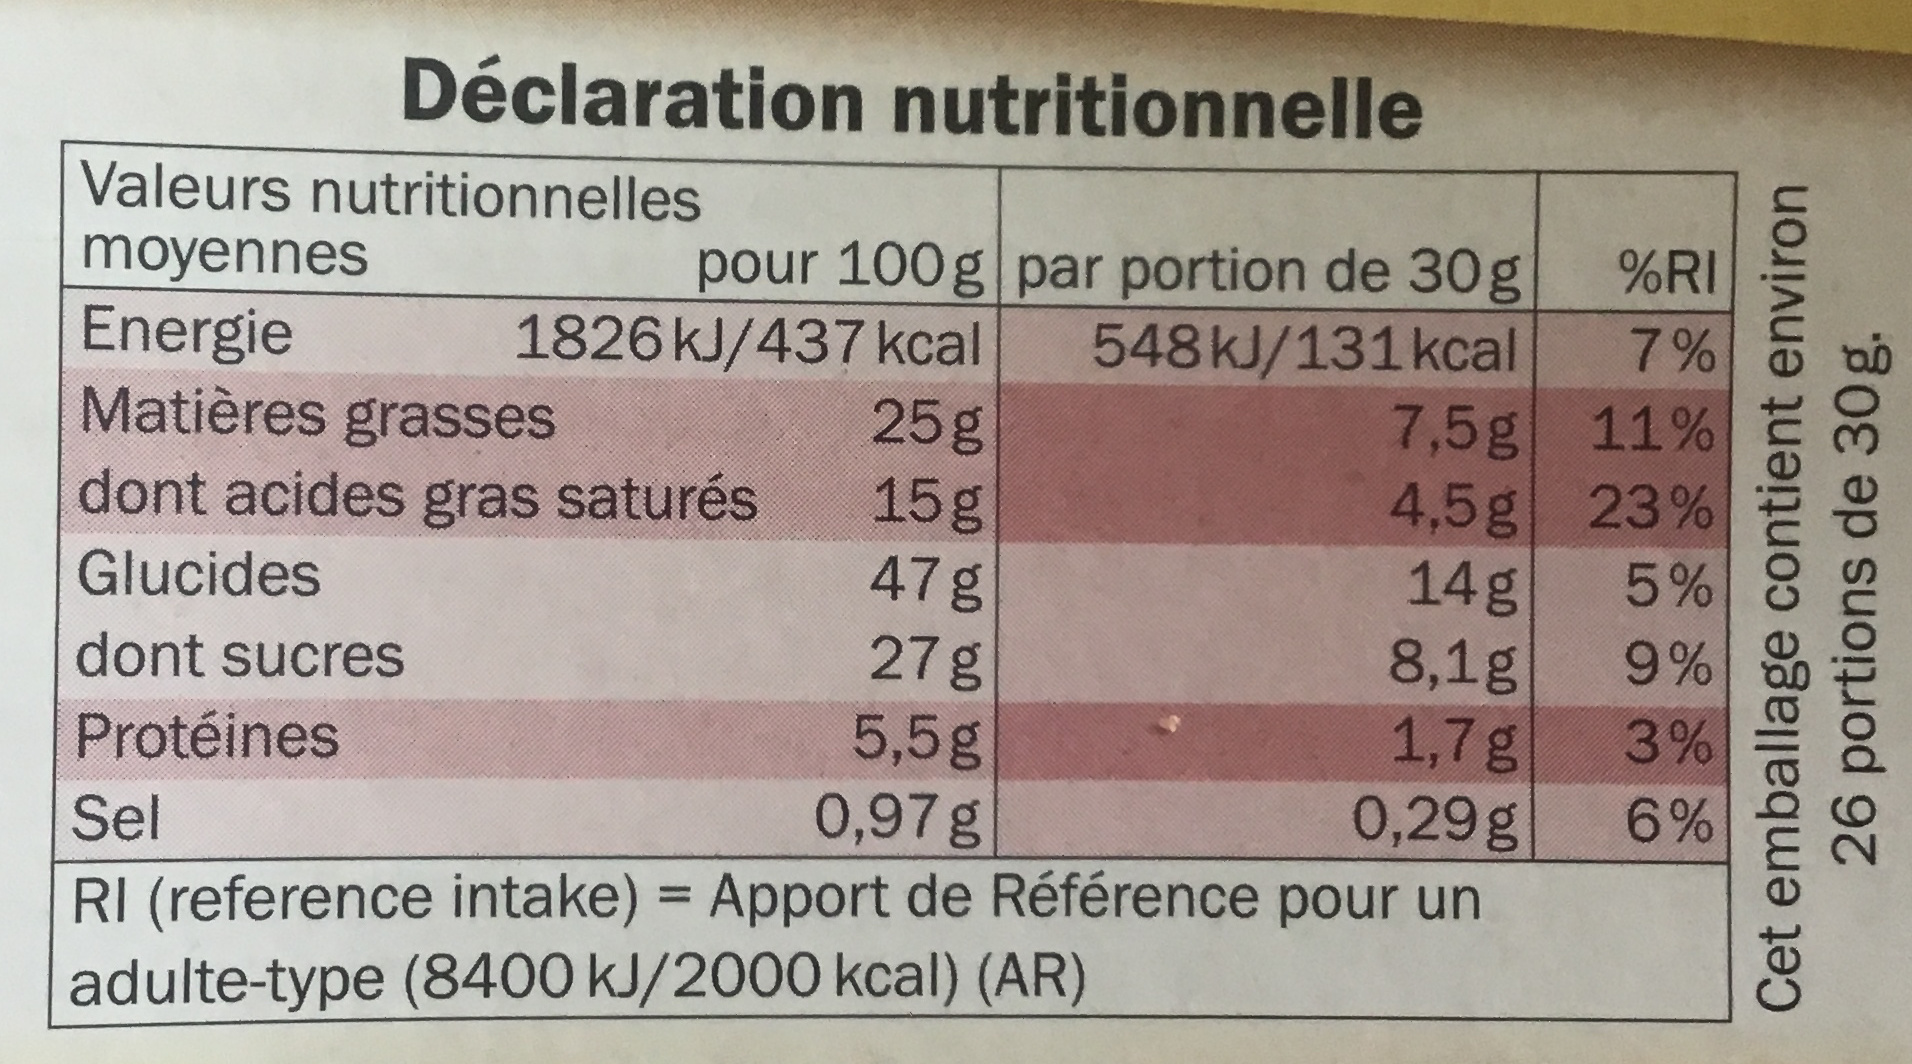 Déclaration nutritionnelle
Valeurs nutritionnelles
moyennes pour 100g par portion de 30g %RI
Energie 1826kJ/437kcal 548kJ/131kcal 7%
Matières grasses 25g 7,5g 11%
dont acides gras saturés 15g 4,5g 23%
Glucides 47g 14g 5%
dont sucres 27g 8,1g 9%
Protéines 5,5g 1,7g 3%
Sel 0,97g 0,29g 6%
RI (reference intake) = Apport de Référence pour un
adulte-type (8400kJ/2000kcal) (AR)
Cet emballage contient environ
26 portions de 30g.